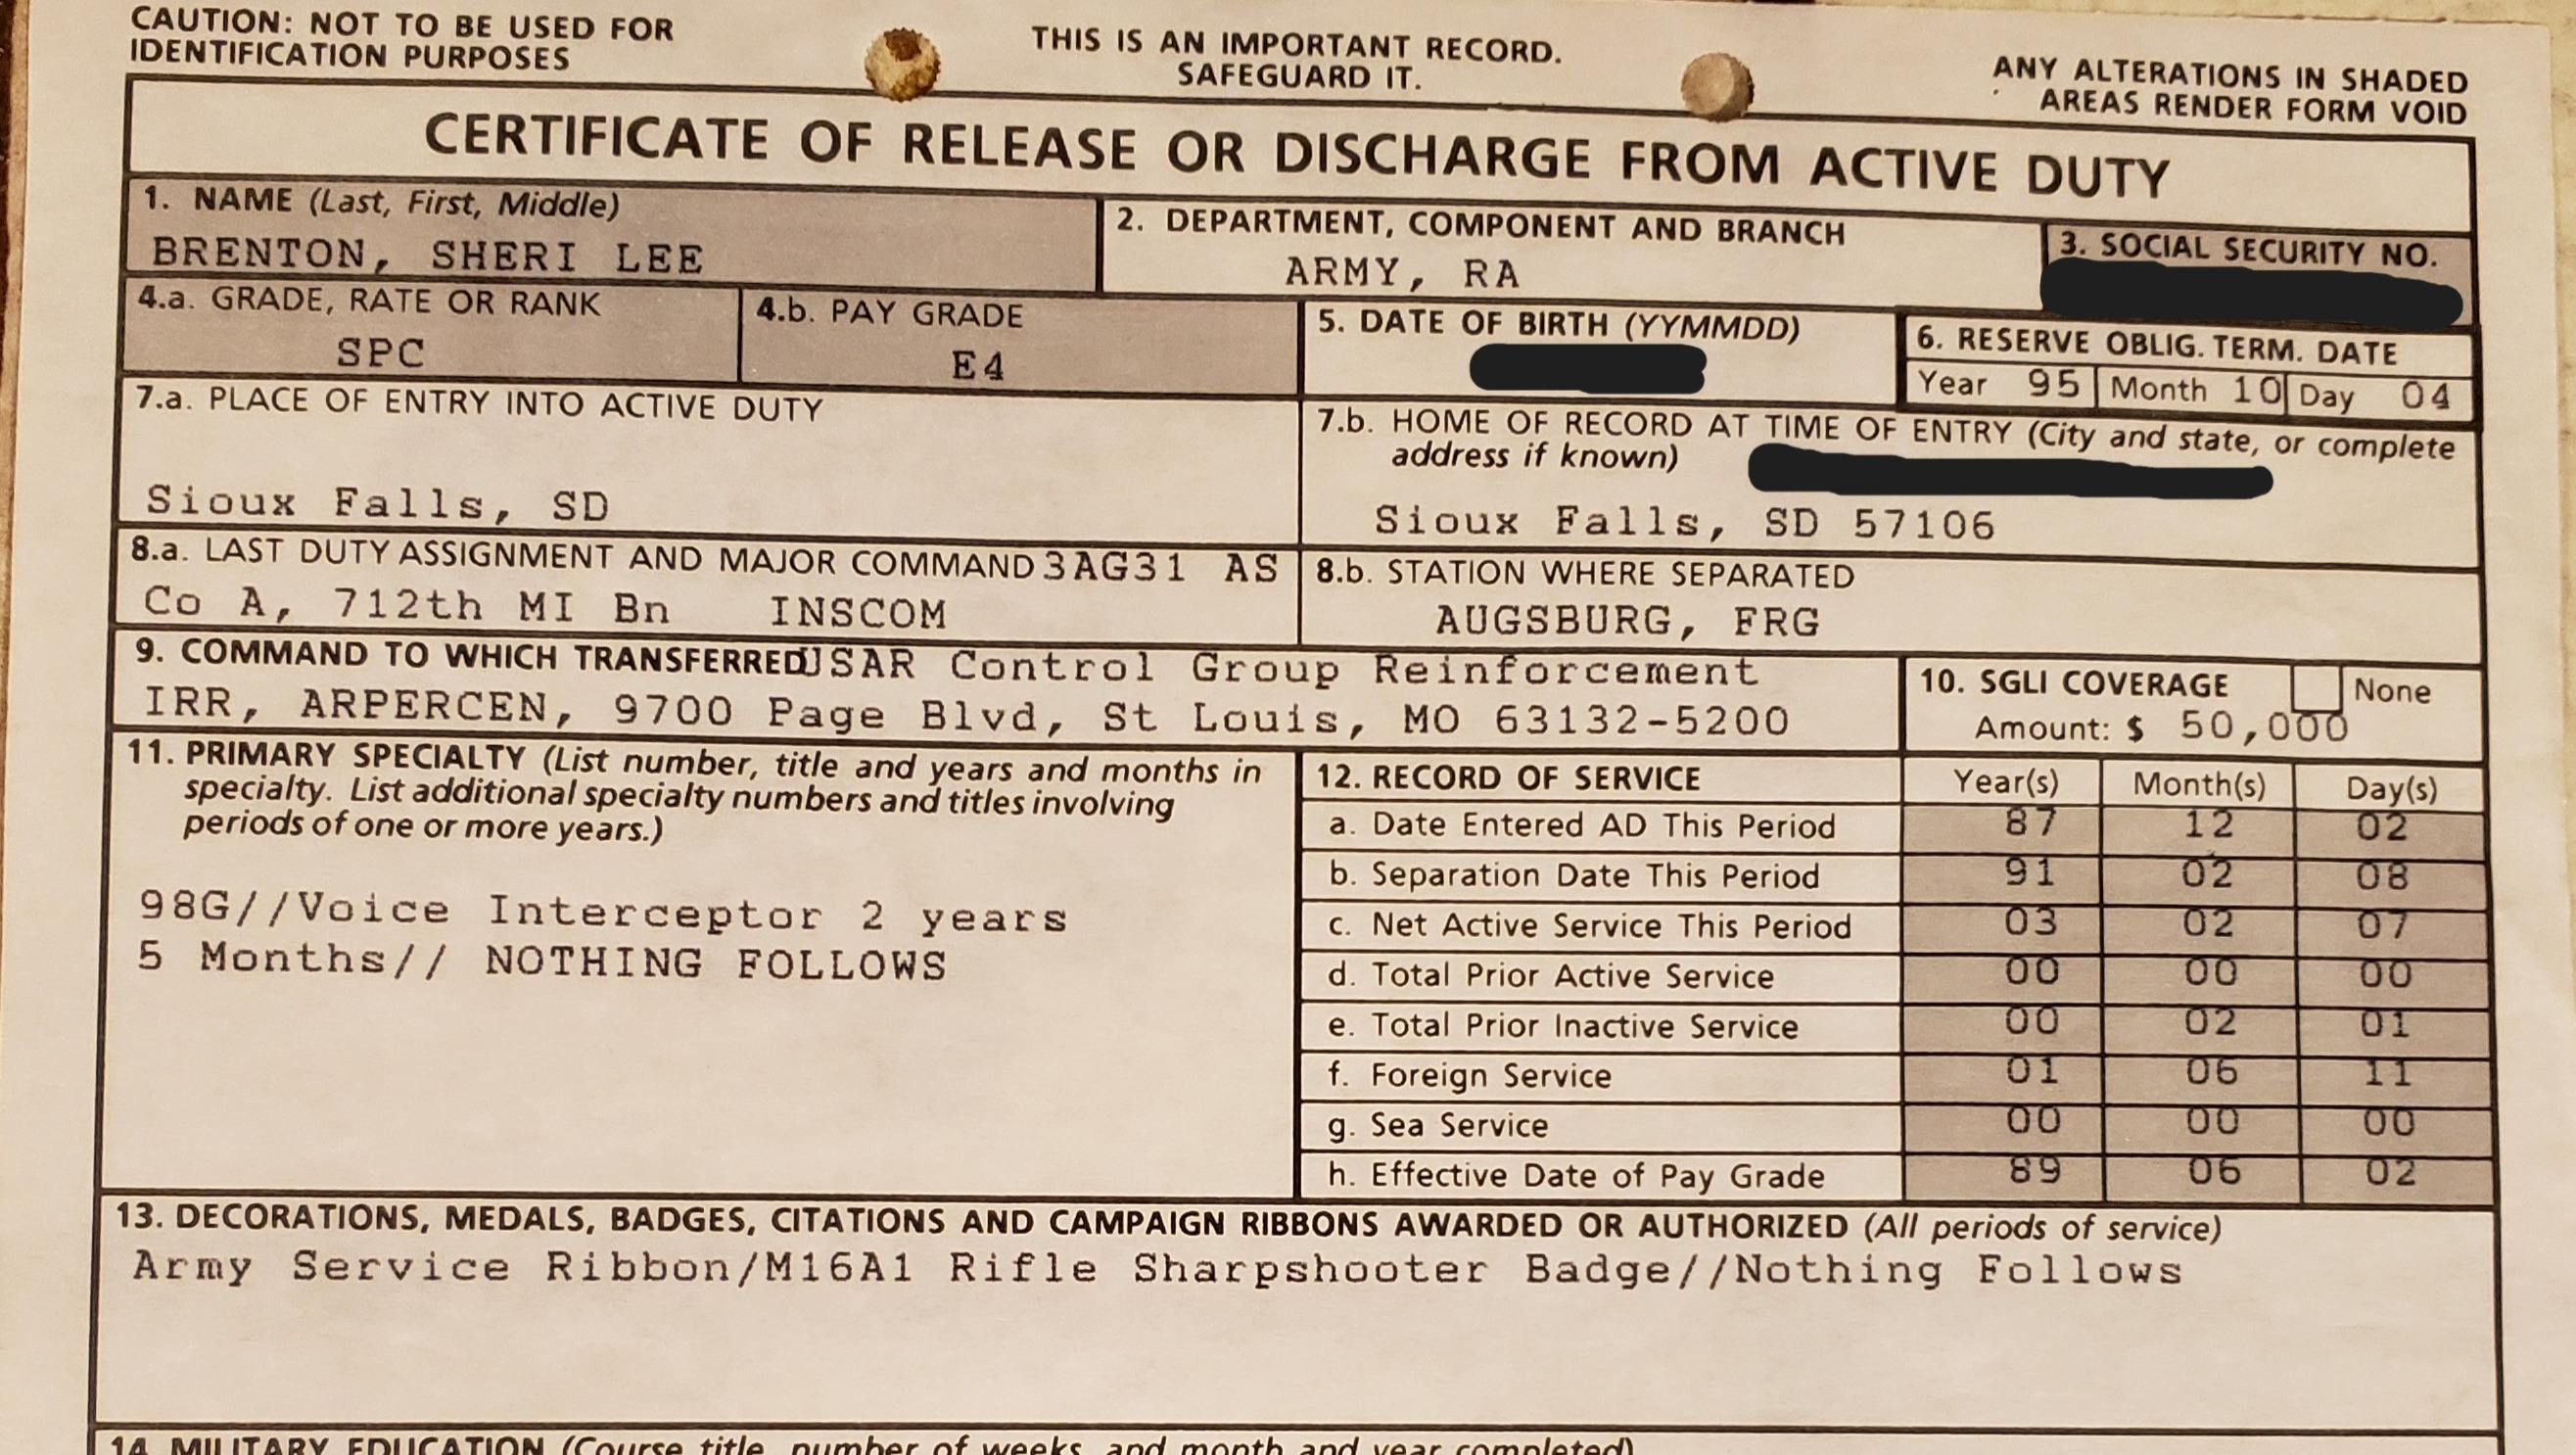 CAUTION: NOT TO BE USED FOR
IDENTIFICATION PURPOSES
THIS IS AN IMPORTANT RECORD.
SAFEGUARD IT.
ANY ALTERATIONS IN SHADED
AREAS RENDER FORM VOID
CERTIFICATE OF RELEASE OR DISCHARGE FROM ACTIVE DUTY
1. NAME (Last, First, Middle)
BRENTON, SHERI LEE
2. DEPARTMENT, COMPONENT AND BRANCH
ARMY, RA
3. SOCIAL SECURITY NO.
4.a. GRADE, RATE OR RANK
SPC
4.b. PAY GRADE
E4
5. DATE OF BIRTH (YYMMDD)
6. RESERVE OBLIG. TERM. DATE
Year 95 Month 10 Day 04
7.a. PLACE OF ENTRY INTO ACTIVE DUTY
Sioux Falls, SD
7.b. HOME OF RECORD AT TIME OF ENTRY (City and state, or complete
address if known)
Sioux Falls, SD 57106
8.a. LAST DUTY ASSIGNMENT AND MAJOR COMMAND 3AG31 AS
Co A, 712th MI Bn INSCOM
8.b. STATION WHERE SEPARATED
AUGSBURG, FRG
9. COMMAND TO WHICH TRANSFERRED USAR Control Group Reinforcement
IRR, ARPERCEN, 9700 Page Blvd, St Louis, MO 63132-5200
10. SGLI COVERAGE None
Amount: $ 50,000
11. PRIMARY SPECIALTY (List number, title and years and months in
specialty. List additional specialty numbers and titles involving
periods of one or more years.)
98G//Voice Interceptor 2 years
5 Months// NOTHING FOLLOWS
12. RECORD OF SERVICE Year(s) Month(s) Day(s)
a. Date Entered AD This Period 87 12 02
b. Separation Date This Period 91 02 08
c. Net Active Service This Period 03 02 07
d. Total Prior Active Service 00 00 00
e. Total Prior Inactive Service 00 02 01
f. Foreign Service 01 06 11
g. Sea Service 00 00 00
h. Effective Date of Pay Grade 89 06 02
13. DECORATIONS, MEDALS, BADGES, CITATIONS AND CAMPAIGN RIBBONS AWARDED OR AUTHORIZED (All periods of service)
Army Service Ribbon/M16A1 Rifle Sharpshooter Badge//Nothing Follows
14. MILITARY EDUCATION (Course title, number of weeks, and month and year completed)